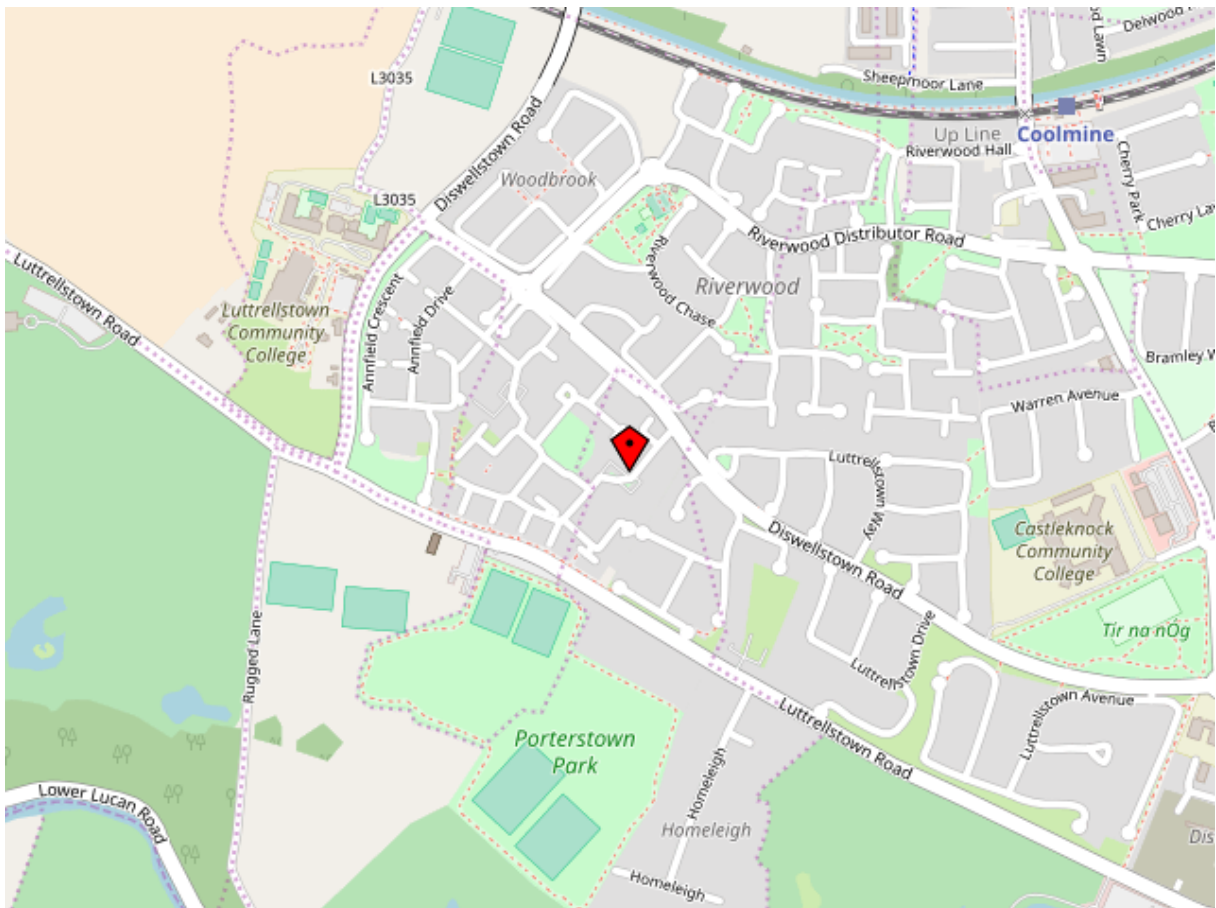 Delwood
Lawn
L3035
Sheepmoor Lane
Up Line
Coolmine
Riverwood Hall
Diswellstown Road
Woodbrook
Cherry Park
L3035
Cherry La
Riverwood Distributor Road
Luttrellstown Road
Riverwood Chase
Riverwood
Annfield Crescent
Annfield Drive
Luttrellstown
Community
College
Bramley W
Warren Avenue
Luttrellstown Way
Castleknock
Community
College
Diswellstown Road
Tir na nOg
Rugged Lane
Luttrellstown Drive
Luttrellstown Avenue
Luttrellstown Road
Porterstown
Park
Homeleigh
Lower Lucan Road
Homeleigh
Dis
Homeleigh